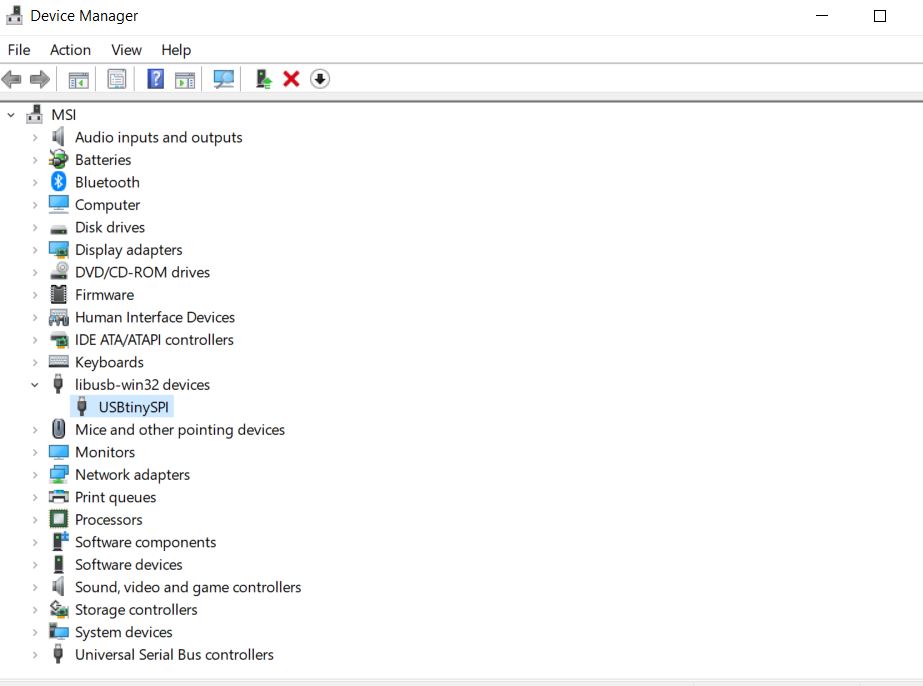 Device Manager
File Action View Help
MSI
Audio inputs and outputs
Batteries
Bluetooth
Computer
Disk drives
Display adapters
DVD/CD-ROM drives
Firmware
Human Interface Devices
IDE ATA/ATAPI controllers
Keyboards
libusb-win32 devices
USBtinySPI
Mice and other pointing devices
Monitors
Network adapters
Print queues
Processors
Software components
Software devices
Sound, video and game controllers
Storage controllers
System devices
Universal Serial Bus controllers